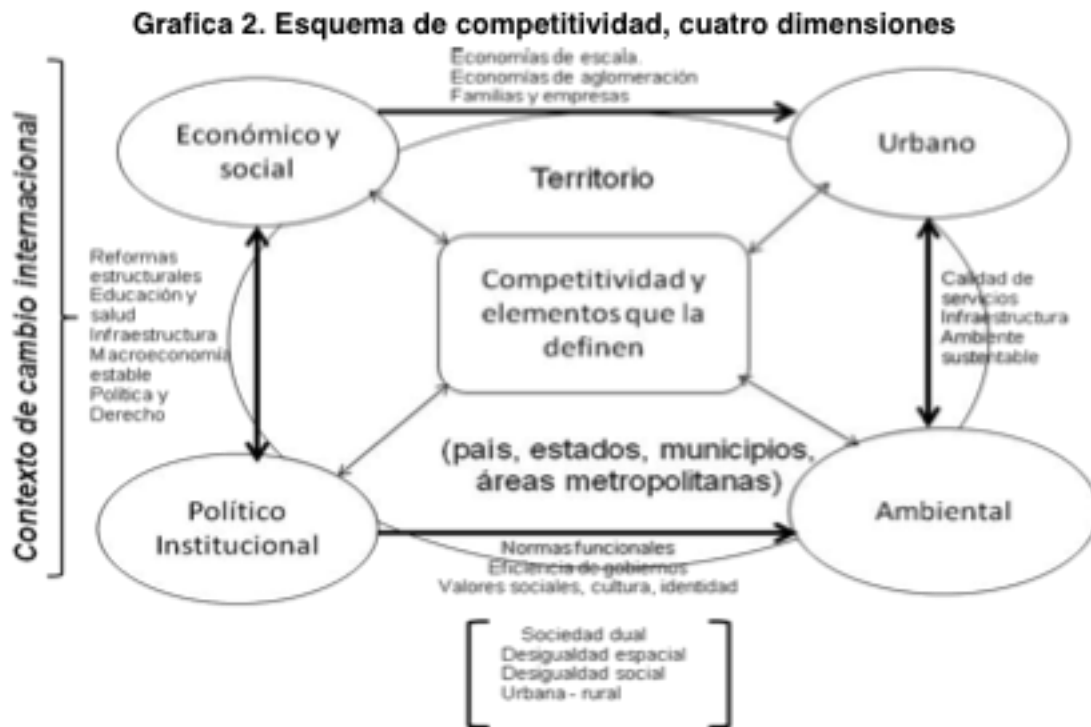 Grafica 2. Esquema de competitividad, cuatro dimensiones
Economías de escala.
Economías de aglomeración
Familias y empresas
Económico y
social
Urbano
Territorio
Contexto de cambio internacional
Reformas
estructurales
Educación y
salud
Infraestructura
Macroeconomía
estable
Política y
Derecho
Competitividad y
elementos que la
definen
Calidad de
servicios
Infraestructura
Ambiente
sustentable
(país, estados, municipios,
áreas metropolitanas)
Político
Institucional
Ambiental
Normas funcionales
Eficiencia de gobiernos
Valores sociales, cultura, identidad
Sociedad dual
Desigualdad espacial
Desigualdad social
Urbana - rural